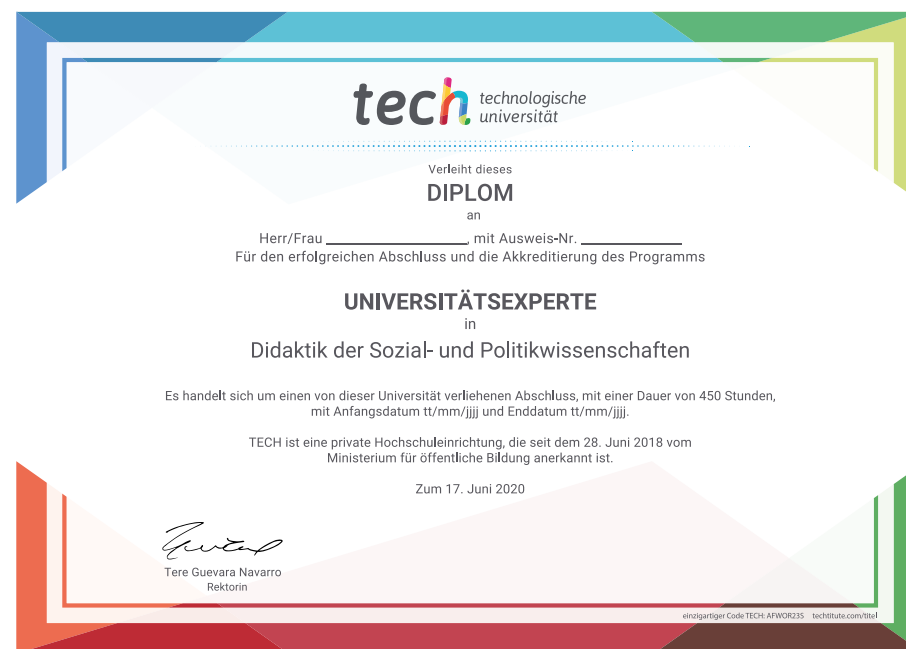 tech technologische
universität
Verleiht dieses
DIPLOM
an
Herr/Frau ____________________, mit Ausweis-Nr. ______________
Für den erfolgreichen Abschluss und die Akkreditierung des Programms
UNIVERSITÄTSEXPERTE
in
Didaktik der Sozial- und Politikwissenschaften
Es handelt sich um einen von dieser Universität verliehenen Abschluss, mit einer Dauer von 450 Stunden,
mit Anfangsdatum tt/mm/jjjj und Enddatum tt/mm/jjjj.
TECH ist eine private Hochschuleinrichtung, die seit dem 28. Juni 2018 vom
Ministerium für öffentliche Bildung anerkannt ist.
Zum 17. Juni 2020
Tere Guevara Navarro
Rektorin
einzigartiger Code TECH: AFWOR23S techtitute.com/titel